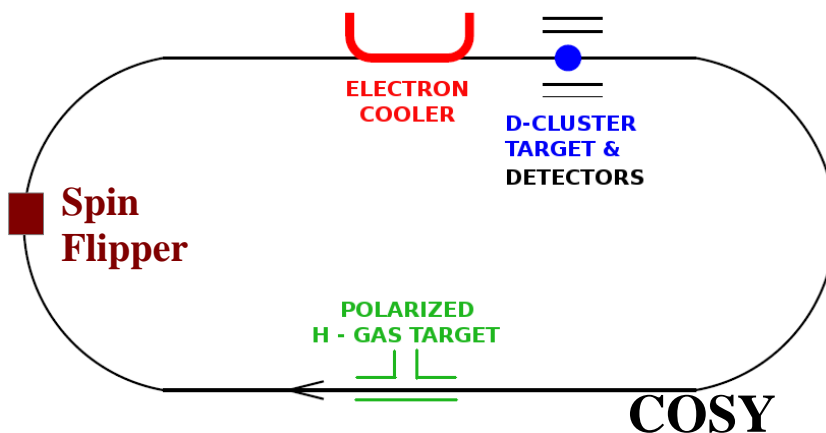 ELECTRON
COOLER
D-CLUSTER
TARGET &
DETECTORS
Spin
Flipper
POLARIZED
H - GAS TARGET
COSY